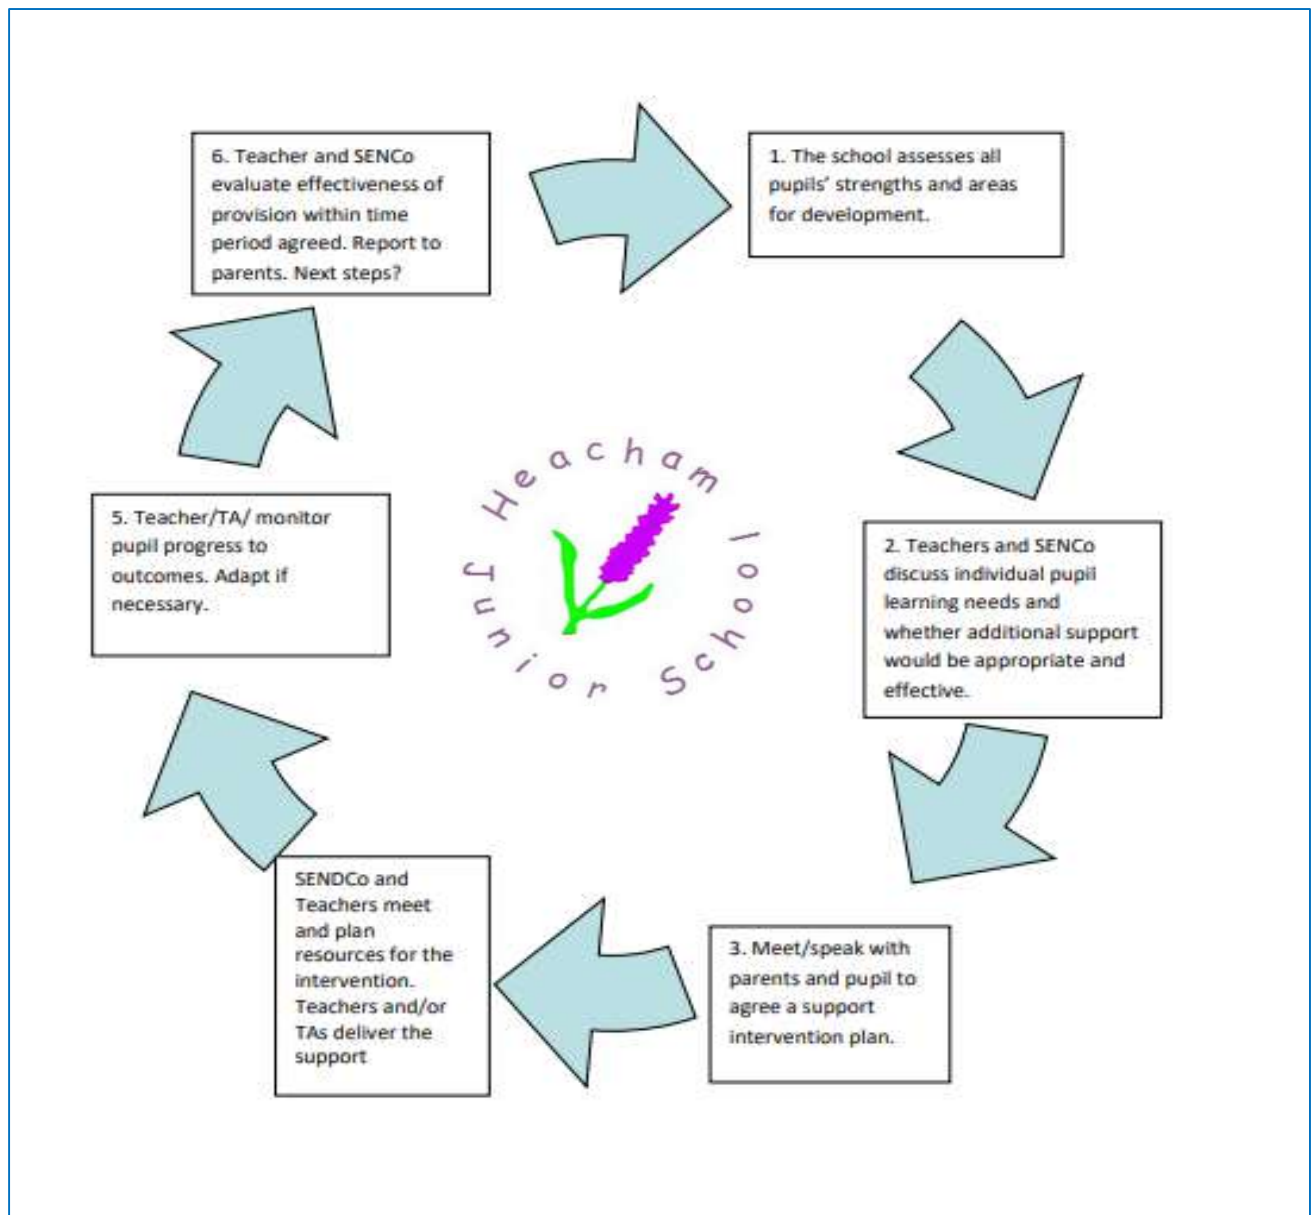 6. Teacher and SENCo
evaluate effectiveness of
provision within time
period agreed. Report to
parents. Next steps?
1. The school assesses all
pupils’ strengths and areas
for development.
2. Teachers and SENCo
discuss individual pupil
learning needs and
whether additional support
would be appropriate and
effective.
3. Meet/speak with
parents and pupil to
agree a support
intervention plan.
SENDCo and
Teachers meet
and plan
resources for the
intervention.
Teachers and/or
TAs deliver the
support
5. Teacher/TA/ monitor
pupil progress to
outcomes. Adapt if
necessary.
Heacham Junior School